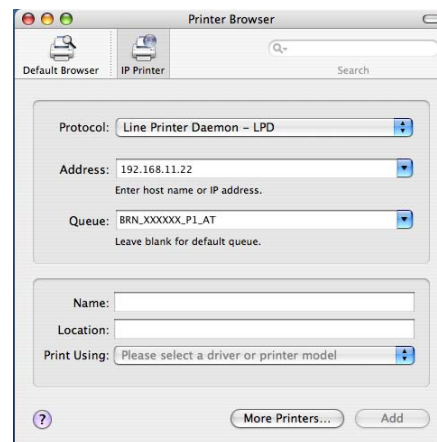 Printer Browser
Default Browser
IP Printer
Search
Protocol: Line Printer Daemon – LPD
Address: 192.168.11.22
Enter host name or IP address.
Queue: BRN_XXXXXX_P1_AT
Leave blank for default queue.
Name:
Location:
Print Using: Please select a driver or printer model
?
More Printers... Add